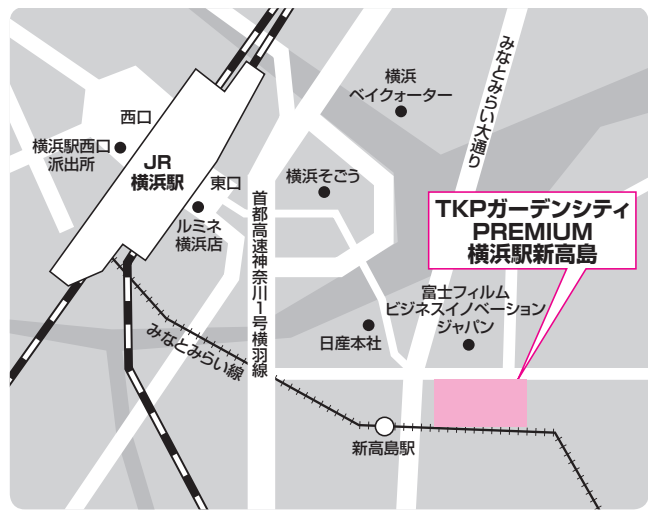 みなとみらい大通り
横浜
ベイクォーター
西口
横浜駅西口
派出所
JR
横浜駅
東口
横浜そごう
ルミネ
横浜店
首都高速神奈川1号横羽線
TKPガーデンシティ
PREMIUM
横浜駅新高島
富士フィルム
ビジネスイノベーション
ジャパン
日産本社
みなとみらい線
新高島駅